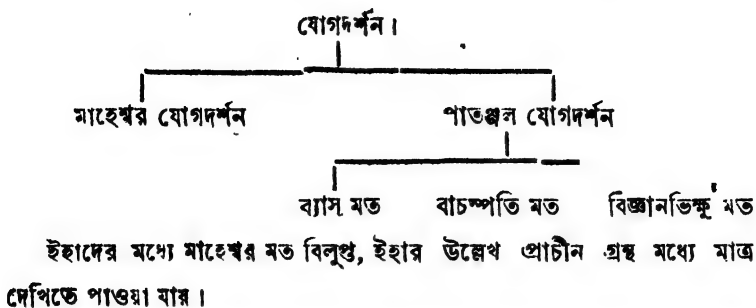 যোগদর্শন।
মাহেশ্বর যোগদর্শন পাতঞ্জল যোগদর্শন
ব্যাস মত বাচস্পতি মত বিজ্ঞানভিক্ষু মত
ইহাদের মধ্যে মাহেশ্বর মত বিলুপ্ত, ইহার উল্লেখ প্রাচীন গ্রন্থ মধ্যে মাত্র
দেখিতে পাওয়া যায়।